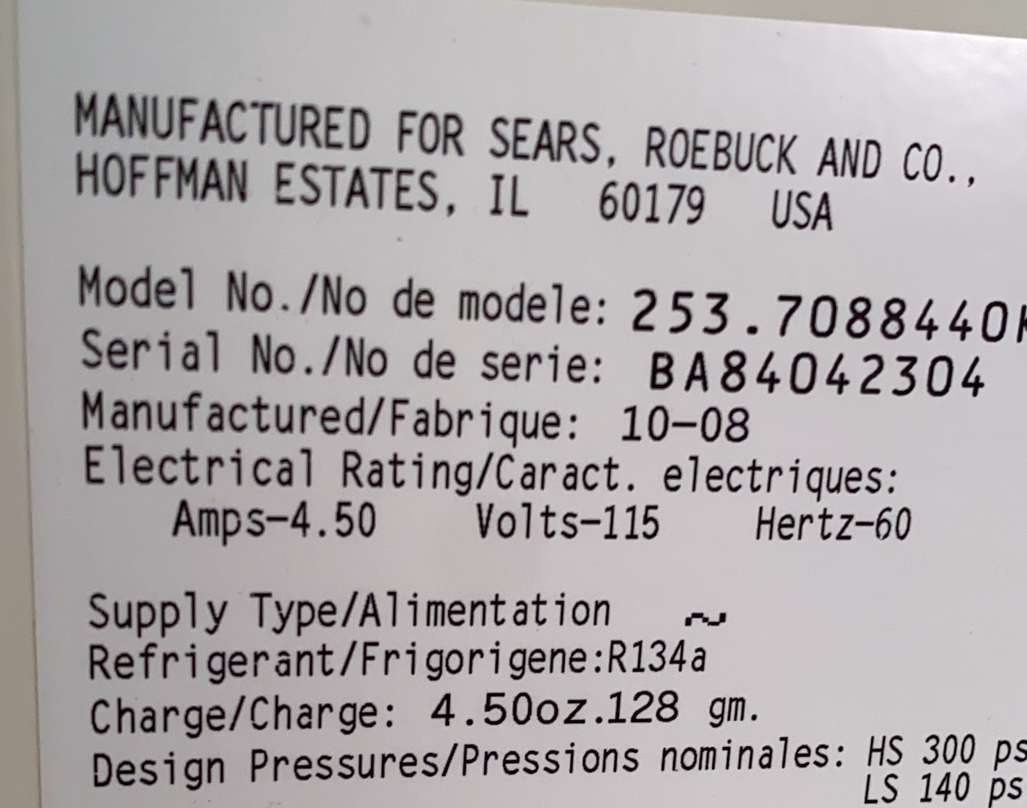 MANUFACTURED FOR SEARS, ROEBUCK AND CO.,
HOFFMAN ESTATES, IL 60179 USA
Model No./No de modele: 253.7088440
Serial No./No de serie: BA84042304
Manufactured/Fabrique: 10-08
Electrical Rating/Caract. electriques:
Amps-4.50 Volts-115 Hertz-60
Supply Type/Alimentation ~
Refrigerant/Frigorigene:R134a
Charge/Charge: 4.50oz.128 gm.
Design Pressures/Pressions nominales: HS 300 ps
LS 140 ps